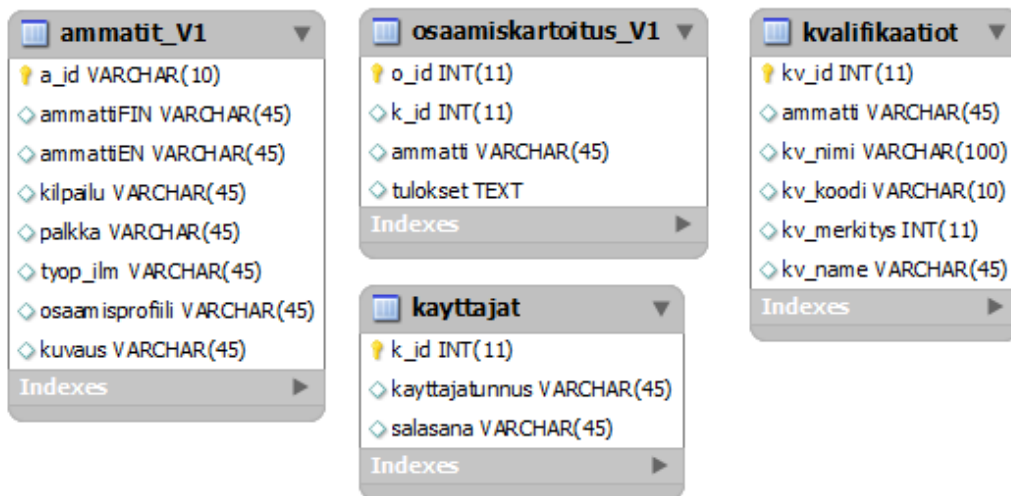 ammatit_V1
a_id VARCHAR(10)
ammattiFIN VARCHAR(45)
ammattiEN VARCHAR(45)
kilpailu VARCHAR(45)
palkka VARCHAR(45)
tyop_ilm VARCHAR(45)
osaamisprofiili VARCHAR(45)
kuvaus VARCHAR(45)
Indexes
osaamiskartoitus_V1
o_id INT(11)
k_id INT(11)
ammatti VARCHAR(45)
tulokset TEXT
Indexes
kayttajat
k_id INT(11)
kayttajatunnus VARCHAR(45)
salasana VARCHAR(45)
Indexes
kvalifikaatiot
kv_id INT(11)
ammatti VARCHAR(45)
kv_nimi VARCHAR(100)
kv_koodi VARCHAR(10)
kv_merkitys INT(11)
kv_name VARCHAR(45)
Indexes